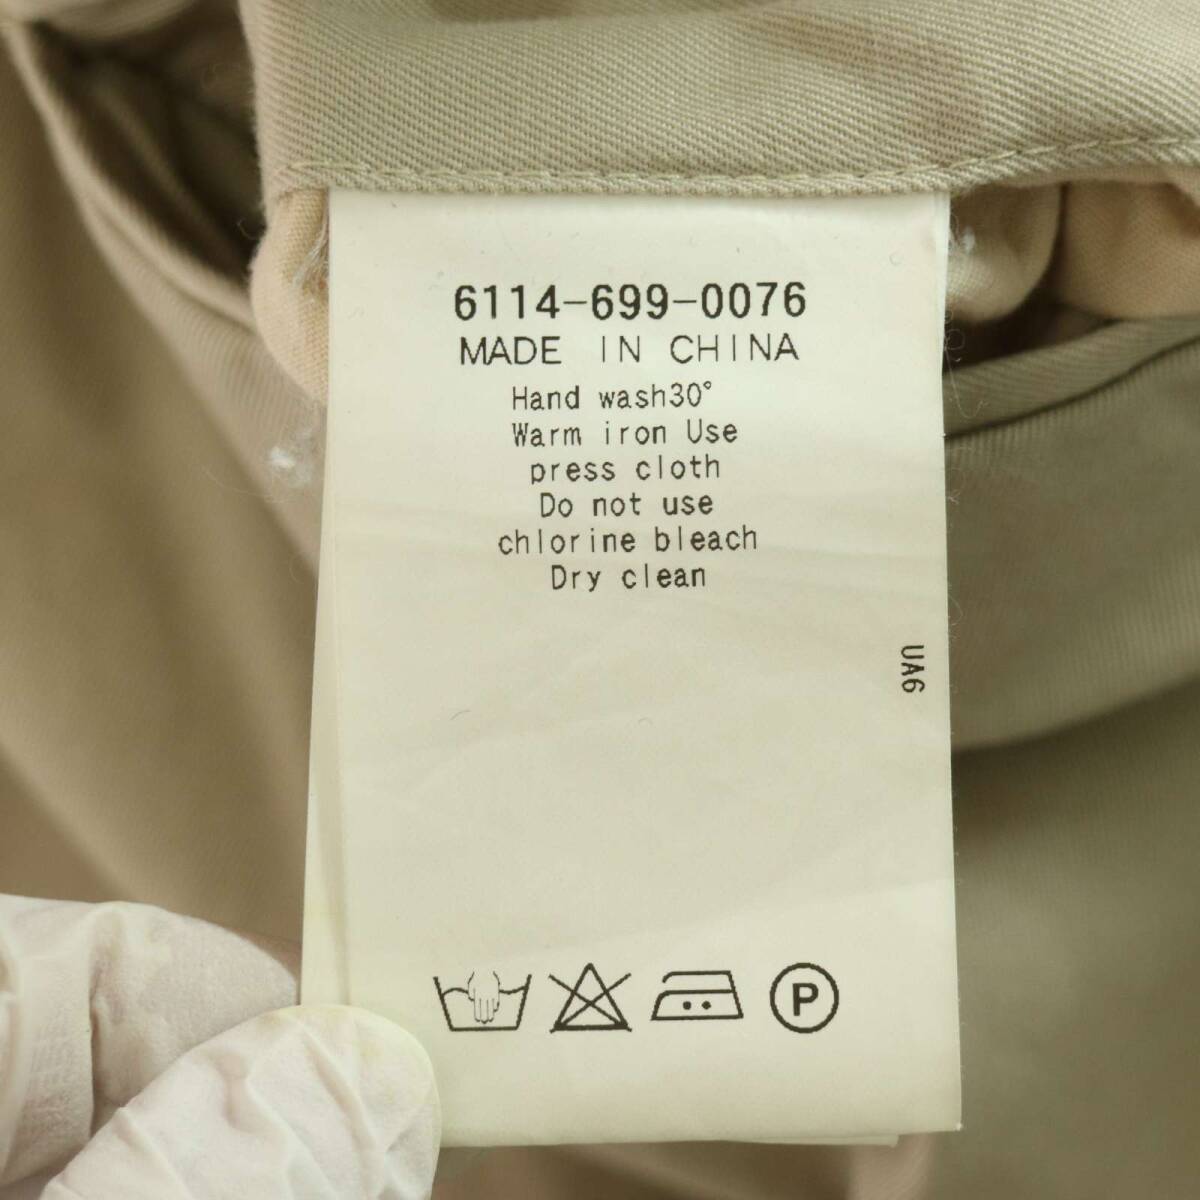 6114-699-0076
MADE IN CHINA
Hand wash30°
Warm iron Use
press cloth
Do not use
chlorine bleach
Dry clean
UA6
P